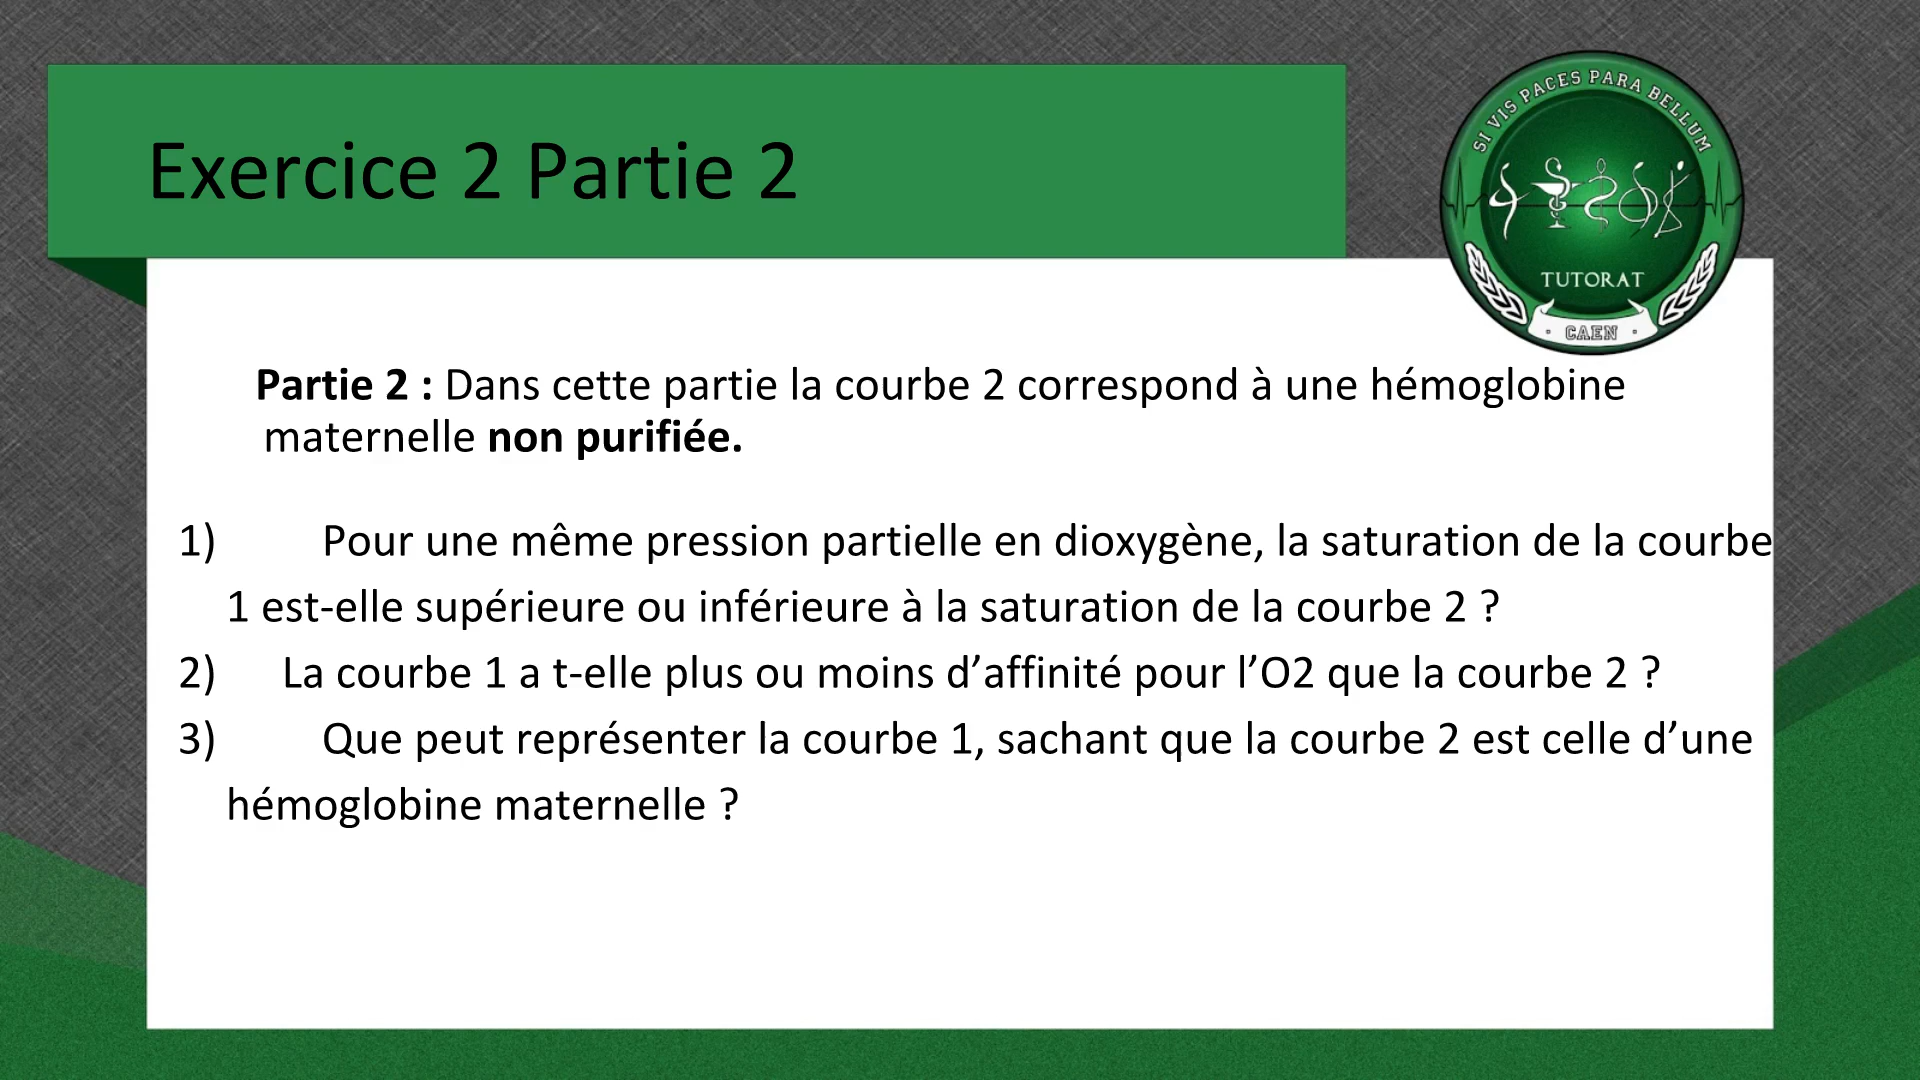 SI VIS PACES PARA BELLUM
Exercice 2 Partie 2
TUTORAT
CAEN
Partie 2 : Dans cette partie la courbe 2 correspond à une hémoglobine
maternelle non purifiée.
1) Pour une même pression partielle en dioxygène, la saturation de la courbe
1 est-elle supérieure ou inférieure à la saturation de la courbe 2 ?
2) La courbe 1 a t-elle plus ou moins d’affinité pour l’O2 que la courbe 2 ?
3) Que peut représenter la courbe 1, sachant que la courbe 2 est celle d’une
hémoglobine maternelle ?